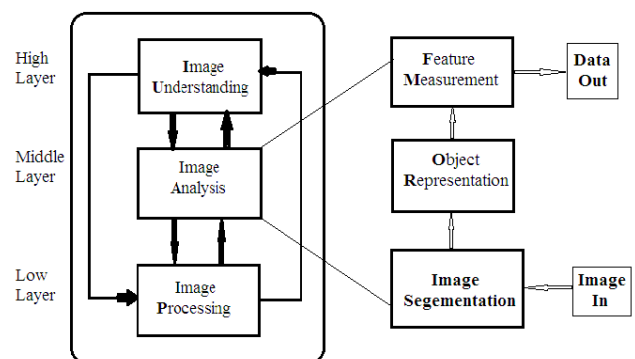 High
Layer
Image
Understanding
Middle
Layer
Image
Analysis
Low
Layer
Image
Processing
Feature
Measurement
Data
Out
Object
Representation
Image
Segementation
Image
In